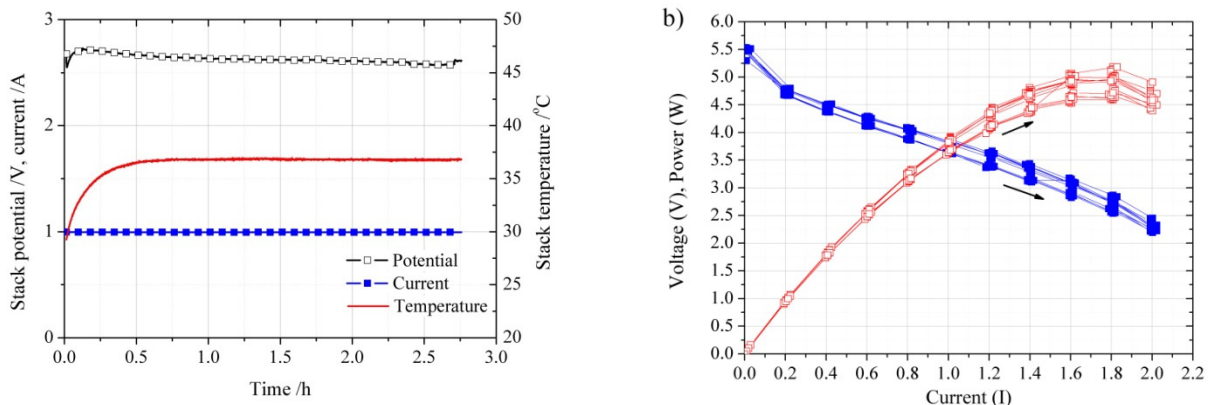 3
2
1
0
50
45
40
35
30
25
20
Stack potential /V, current /A
Stack temperature /°C
Potential
Current
Temperature
0.0 0.5 1.0 1.5 2.0 2.5 3.0
Time /h
b)
5.5
5.0
4.5
4.0
3.5
3.0
2.5
2.0
1.5
1.0
0.5
0.0
Voltage (V), Power (W)
0.0 0.2 0.4 0.6 0.8 1.0 1.2 1.4 1.6 1.8 2.0 2.2
Current (I)